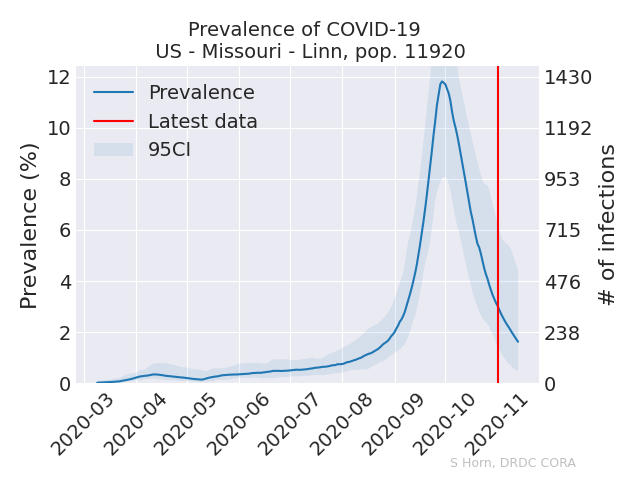 Prevalence of COVID-19
US - Missouri - Linn, pop. 11920
Prevalence
Latest data
95CI
Prevalence (%)
12
10
8
6
4
2
0
1430
1192
953
715
476
238
0
# of infections
2020-03
2020-04
2020-05
2020-06
2020-07
2020-08
2020-09
2020-10
2020-11
S Horn, DRDC CORA